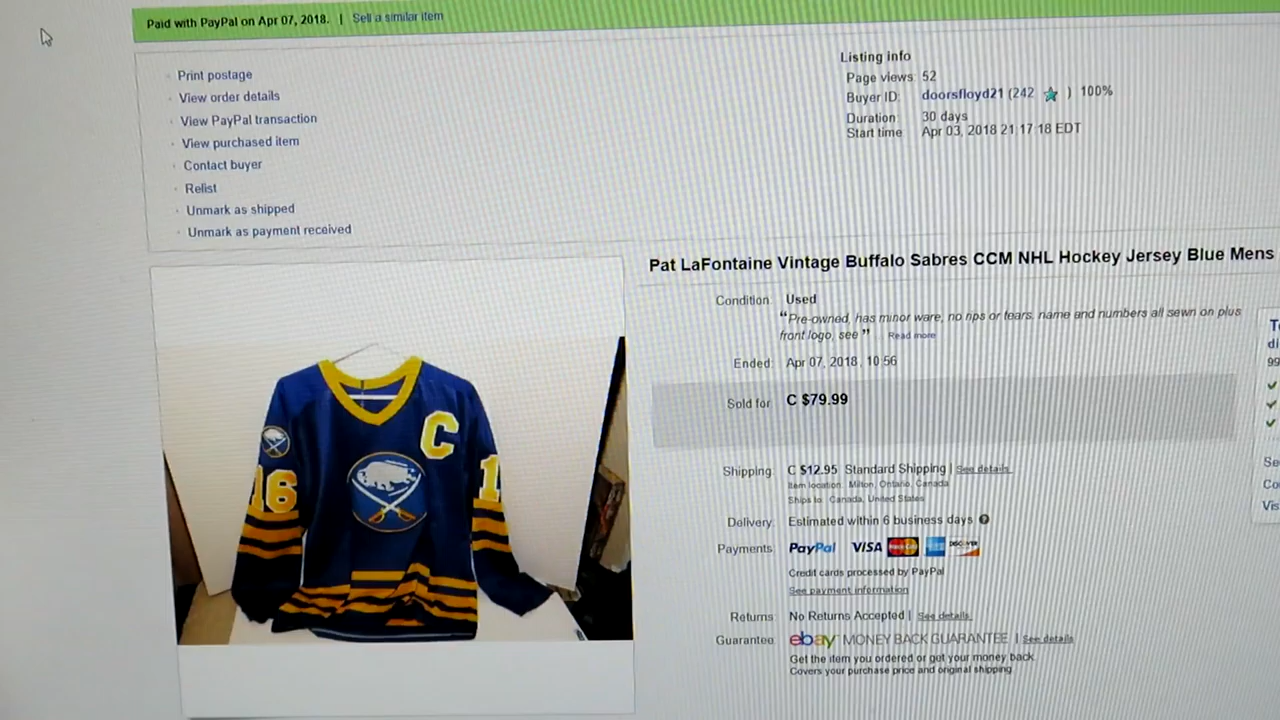 Paid with PayPal on Apr 07, 2018. | Sell a similar item
Print postage
View order details
View PayPal transaction
View purchased item
Contact buyer
Relist
Unmark as shipped
Unmark as payment received
Listing info
Page views: 52
Buyer ID: doorsfloyd21 (242 ) 100%
Duration: 30 days
Start time Apr 03, 2018 21:17:18 EDT
Pat LaFontaine Vintage Buffalo Sabres CCM NHL Hockey Jersey Blue Mens
Condition: Used
“Pre-owned, has minor ware, no rips or tears, name and numbers all sewn on plus
front logo, see ” Read more
Ended: Apr 07, 2018, 10:56
Sold for: C $79.99
Shipping: C $12.95 Standard Shipping | See details
Item location: Milton, Ontario, Canada
Ships to: Canada, United States
Delivery: Estimated within 6 business days
Payments: PayPal VISA MasterCard DISCOVER
Credit cards processed by PayPal
See payment information
Returns: No Returns Accepted | See details
Guarantee: ebay MONEY BACK GUARANTEE | See details
Get the item you ordered or get your money back.
Covers your purchase price and original shipping.
C
16
1